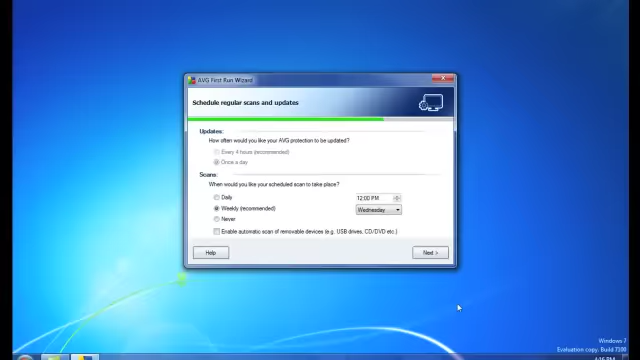 AVG First Run Wizard
Schedule regular scans and updates
Updates:
How often would you like your AVG protection to be updated?
Every 4 hours (recommended)
Once a day
Scans:
When would you like your scheduled scan to take place?
Daily
12:00 PM
Weekly (recommended)
Wednesday
Never
Enable automatic scan of removable devices (e.g. USB drives, CD/DVD etc.)
Help
Next >
Windows 7
Evaluation copy. Build 7100
4:16 PM